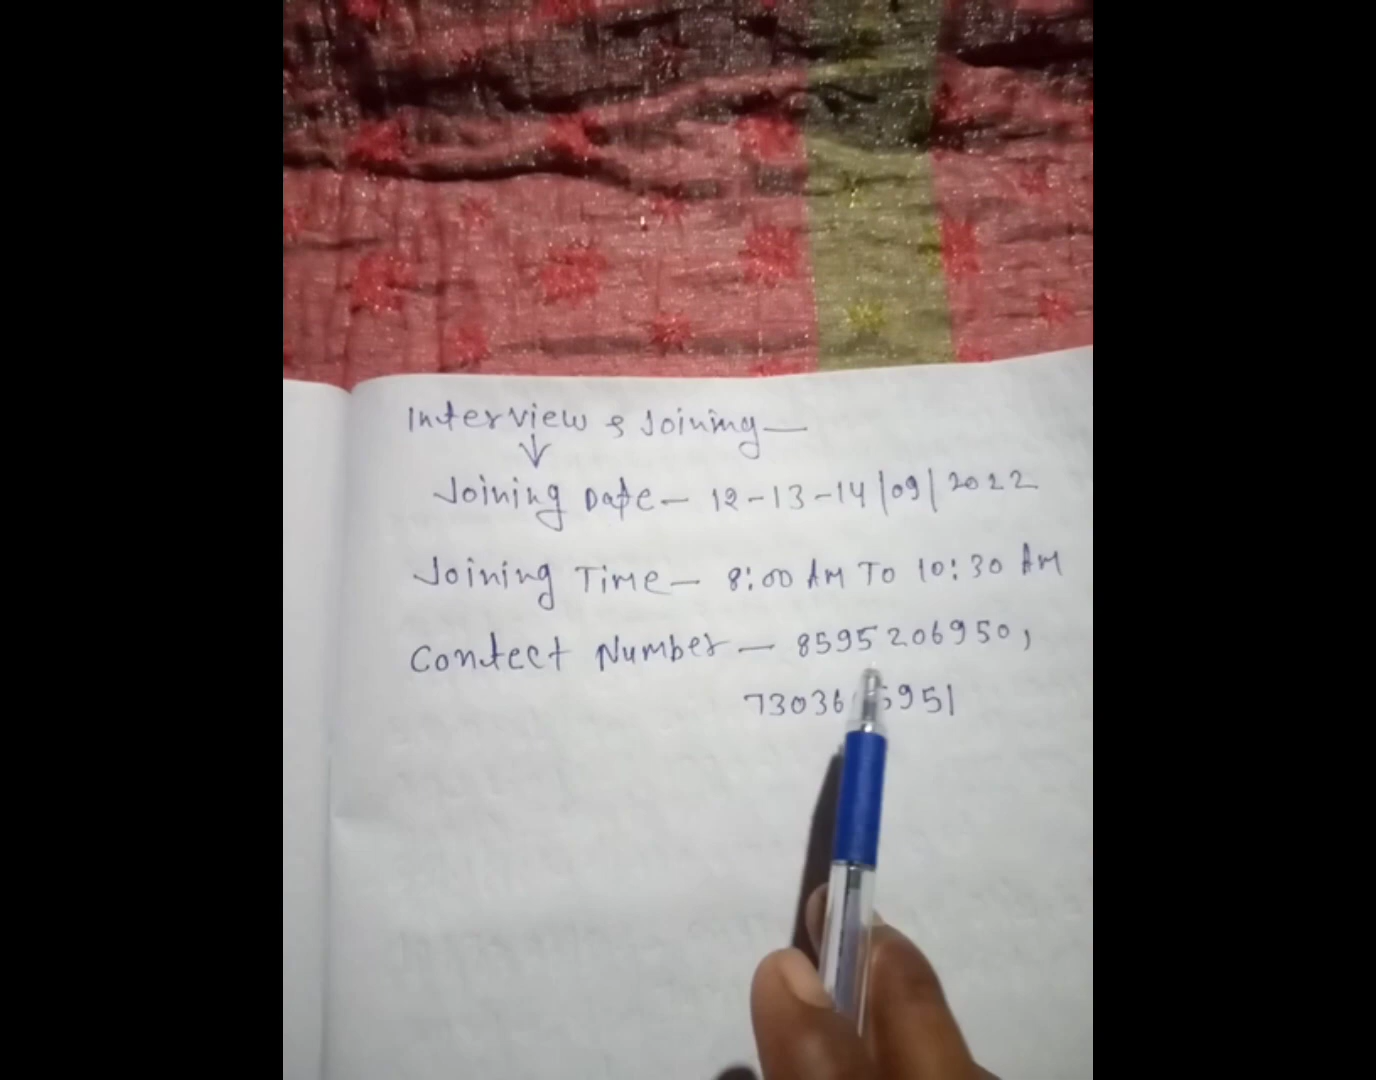 Interview & Joining—
Joining Date— 12-13-14/09/2022
Joining Time— 8:00 AM To 10:30 AM
Contect Number— 8595206950,